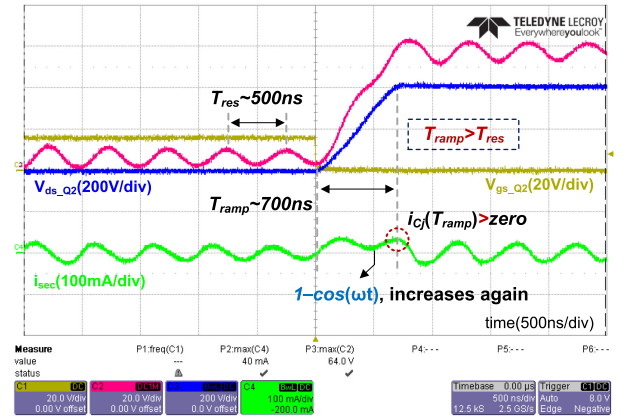 TELEDYNE LECROY
Everywhereyoulook™
Tres~500ns
Tramp>Tres
C3
Vds_Q2(200V/div)
Vgs_Q2(20V/div)
Tramp~700ns
iCj(Tramp)>zero
C4
isec(100mA/div)
1–cos(ωt), increases again
time(500ns/div)
Measure P1:freq(C1) P2:max(C4) P3:max(C2) P4:--- P5:--- P6:---
value --- 40 mA 64.0 V
status
C1 DC C2 DC1M C4 BwL DC Timebase 0.00 µs Trigger C1 DC
20.0 V/div 20.0 V/div 200 V/div 100 mA/div 500 ns/div Auto 8.0 V
0.00 V offset 0.00 V offset 0 V offset -200.0 mA 12.5 kS 2.5 GS/s Edge Negative